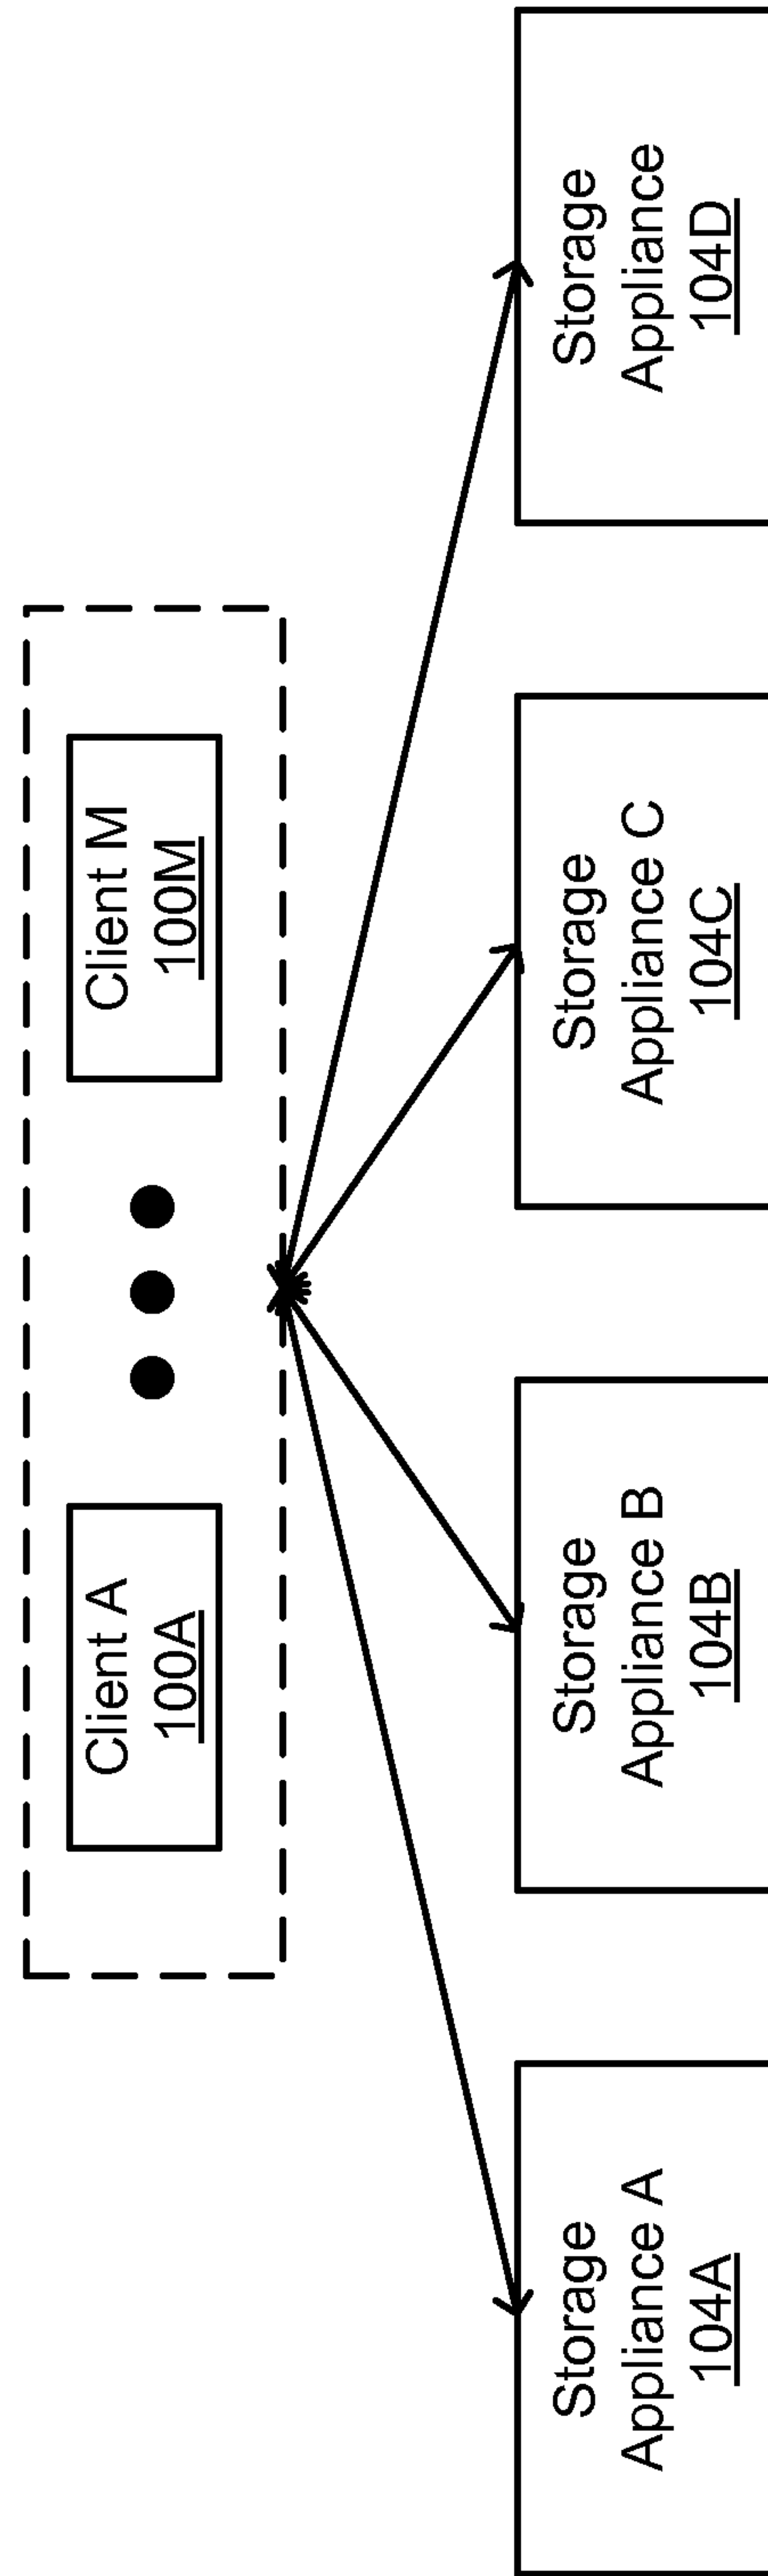 Client A
100A
Client M
100M
Storage
Appliance A
104A
Storage
Appliance B
104B
Storage
Appliance C
104C
Storage
Appliance
104D